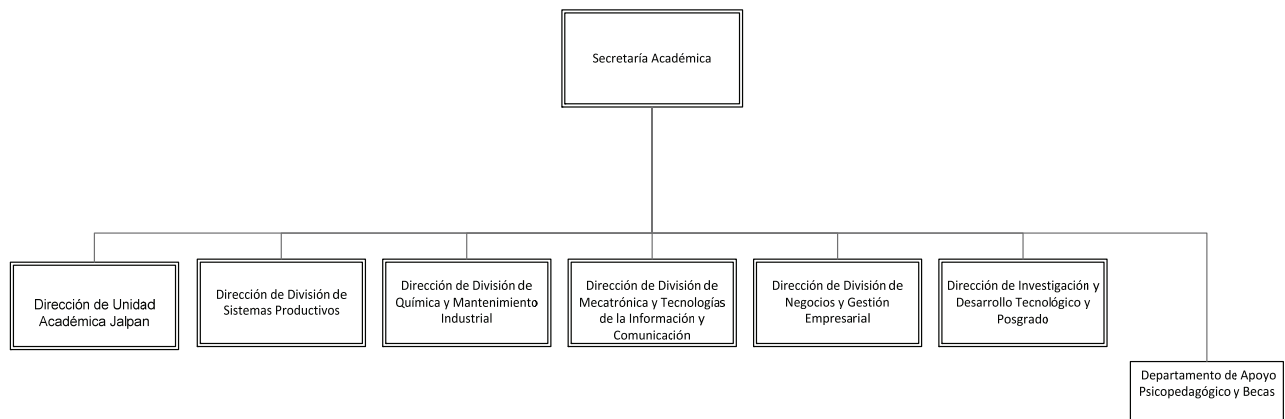 Secretaría Académica
Dirección de Unidad
Académica Jalpan
Dirección de División de
Sistemas Productivos
Dirección de División de
Química y Mantenimiento
Industrial
Dirección de División de
Mecatrónica y Tecnologías
de la Información y
Comunicación
Dirección de División de
Negocios y Gestión
Empresarial
Dirección de Investigación y
Desarrollo Tecnológico y
Posgrado
Departamento de Apoyo
Psicopedagógico y Becas